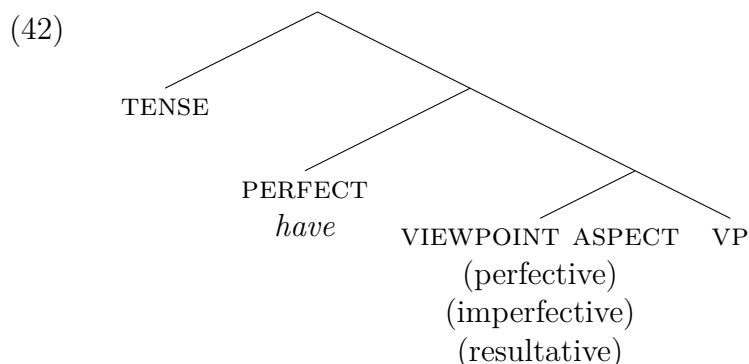 (42)
TENSE
PERFECT
have
VIEWPOINT ASPECT VP
(perfective)
(imperfective)
(resultative)